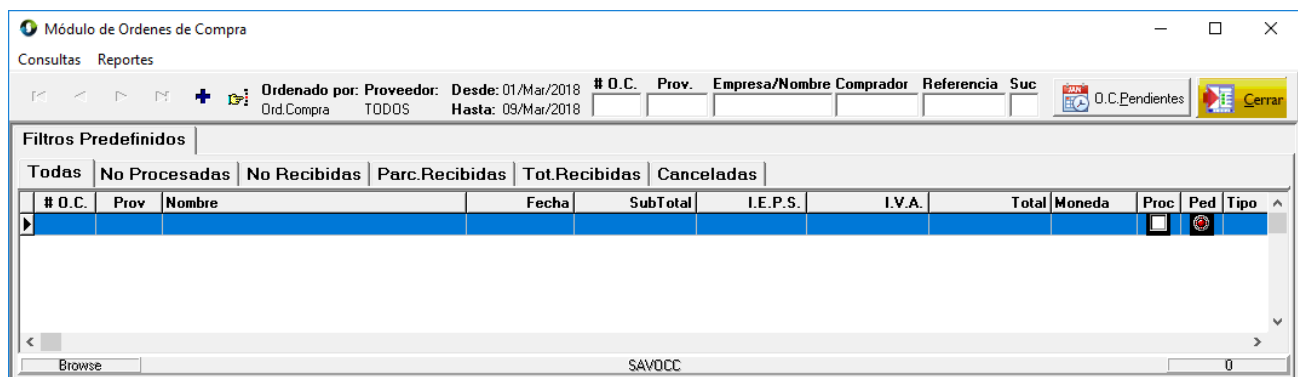 Módulo de Ordenes de Compra
Consultas Reportes
Ordenado por: Proveedor: Desde: 01/Mar/2018 # O.C. Prov. Empresa/Nombre Comprador Referencia Suc
Ord.Compra TODOS Hasta: 09/Mar/2018
JAN O.C.Pendientes Cerrar
Filtros Predefinidos
Todas No Procesadas No Recibidas Parc.Recibidas Tot.Recibidas Canceladas
# O.C. Prov Nombre Fecha SubTotal I.E.P.S. I.V.A. Total Moneda Proc Ped Tipo
Browse SAVOCC 0